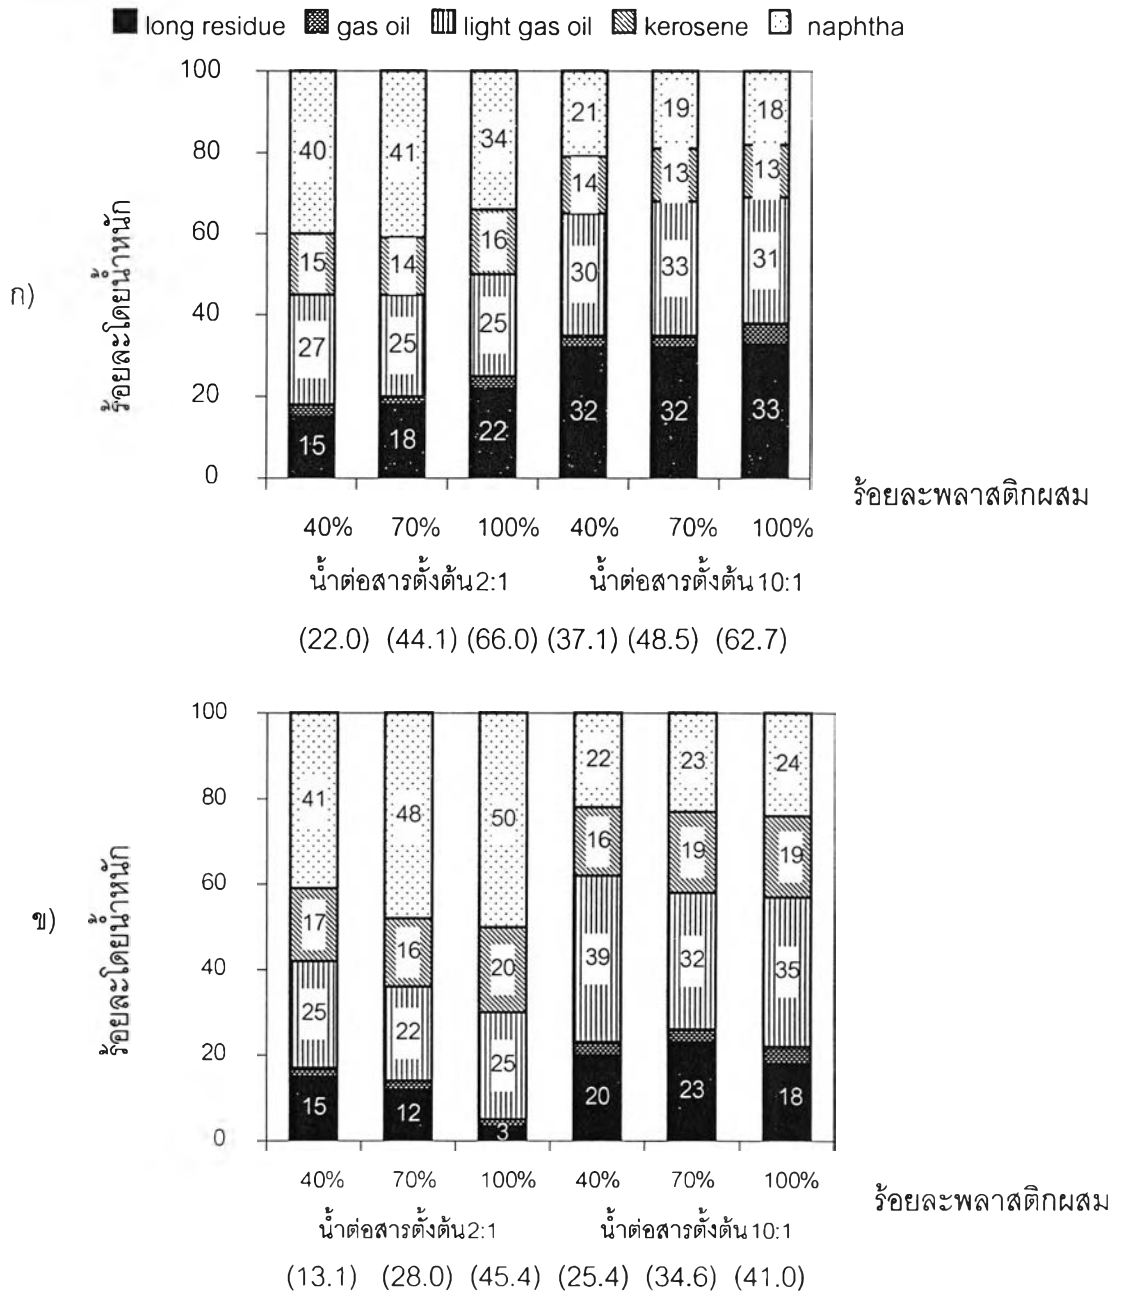 long residue gas oil light gas oil kerosene naphtha
ก)
ร้อยละโดยน้ำหนัก
100
80
60
40
20
0
40 41 34 21 19 18
15 14 16 14 13 13
27 25 25 30 33 31
15 18 22 32 32 33
ร้อยละพลาสติกผสม
40% 70% 100% 40% 70% 100%
น้ำต่อสารตั้งต้น2:1 น้ำต่อสารตั้งต้น10:1
(22.0) (44.1) (66.0) (37.1) (48.5) (62.7)
ข)
ร้อยละโดยน้ำหนัก
100
80
60
40
20
0
41 48 50 22 23 24
17 16 20 16 19 19
25 22 25 39 32 35
15 12 3 20 23 18
40% 70% 100% 40% 70% 100%
ร้อยละพลาสติกผสม
น้ำต่อสารตั้งต้น2:1 น้ำต่อสารตั้งต้น10:1
(13.1) (28.0) (45.4) (25.4) (34.6) (41.0)